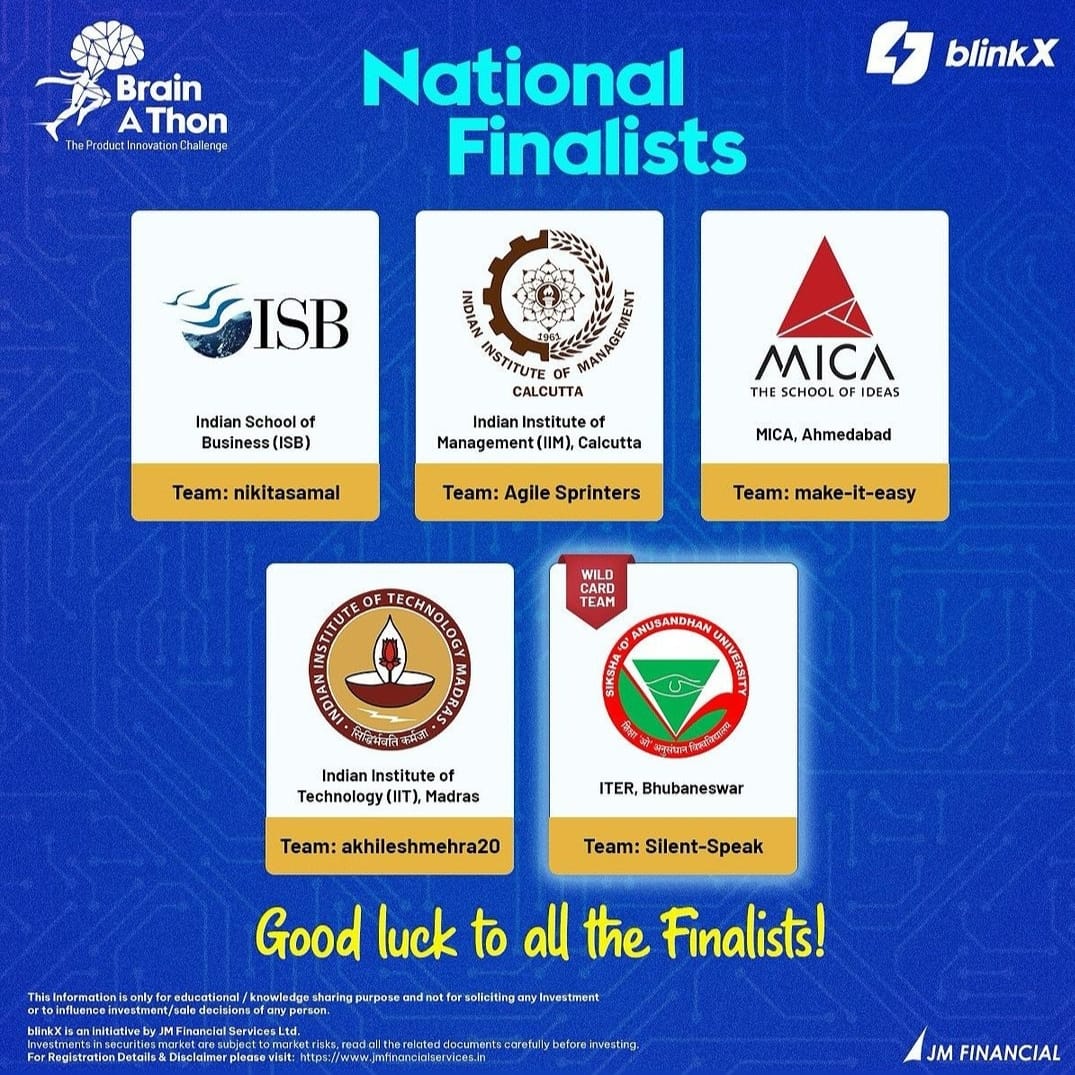 Brain
A Thon
The Product Innovation Challenge
National
Finalists
blinkX
ISB
Indian School of
Business (ISB)
Team: nikitasamal
1961
INDIAN INSTITUTE OF MANAGEMENT
CALCUTTA
Indian Institute of
Management (IIM), Calcutta
Team: Agile Sprinters
MICA
THE SCHOOL OF IDEAS
MICA, Ahmedabad
Team: make-it-easy
INDIAN INSTITUTE OF TECHNOLOGY MADRAS
सिद्धिर्भवति कर्मजा
Indian Institute of
Technology (IIT), Madras
Team: akhileshmehra20
WILD
CARD
TEAM
SIKSHA 'O' ANUSANDHAN UNIVERSITY
शिक्षा 'ओ' अनुसंधान विश्वविद्यालय
ITER, Bhubaneswar
Team: Silent-Speak
Good luck to all the Finalists!
This Information is only for educational / knowledge sharing purpose and not for soliciting any Investment
or to influence investment/sale decisions of any person.
blinkX is an initiative by JM Financial Services Ltd.
Investments in securities market are subject to market risks, read all the related documents carefully before investing.
For Registration Details & Disclaimer please visit: https://www.jmfinancialservices.in
JM FINANCIAL